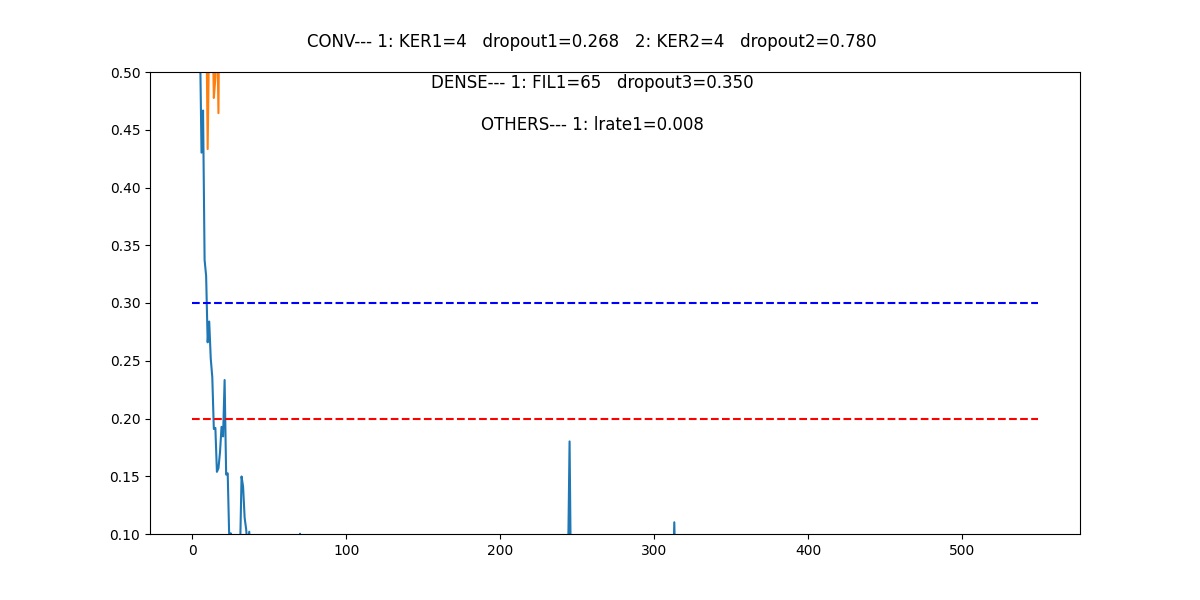 CONV--- 1: KER1=4   dropout1=0.268   2: KER2=4   dropout2=0.780
DENSE--- 1: FIL1=65   dropout3=0.350
OTHERS--- 1: lrate1=0.008
0.50
0.45
0.40
0.35
0.30
0.25
0.20
0.15
0.10
0 100 200 300 400 500